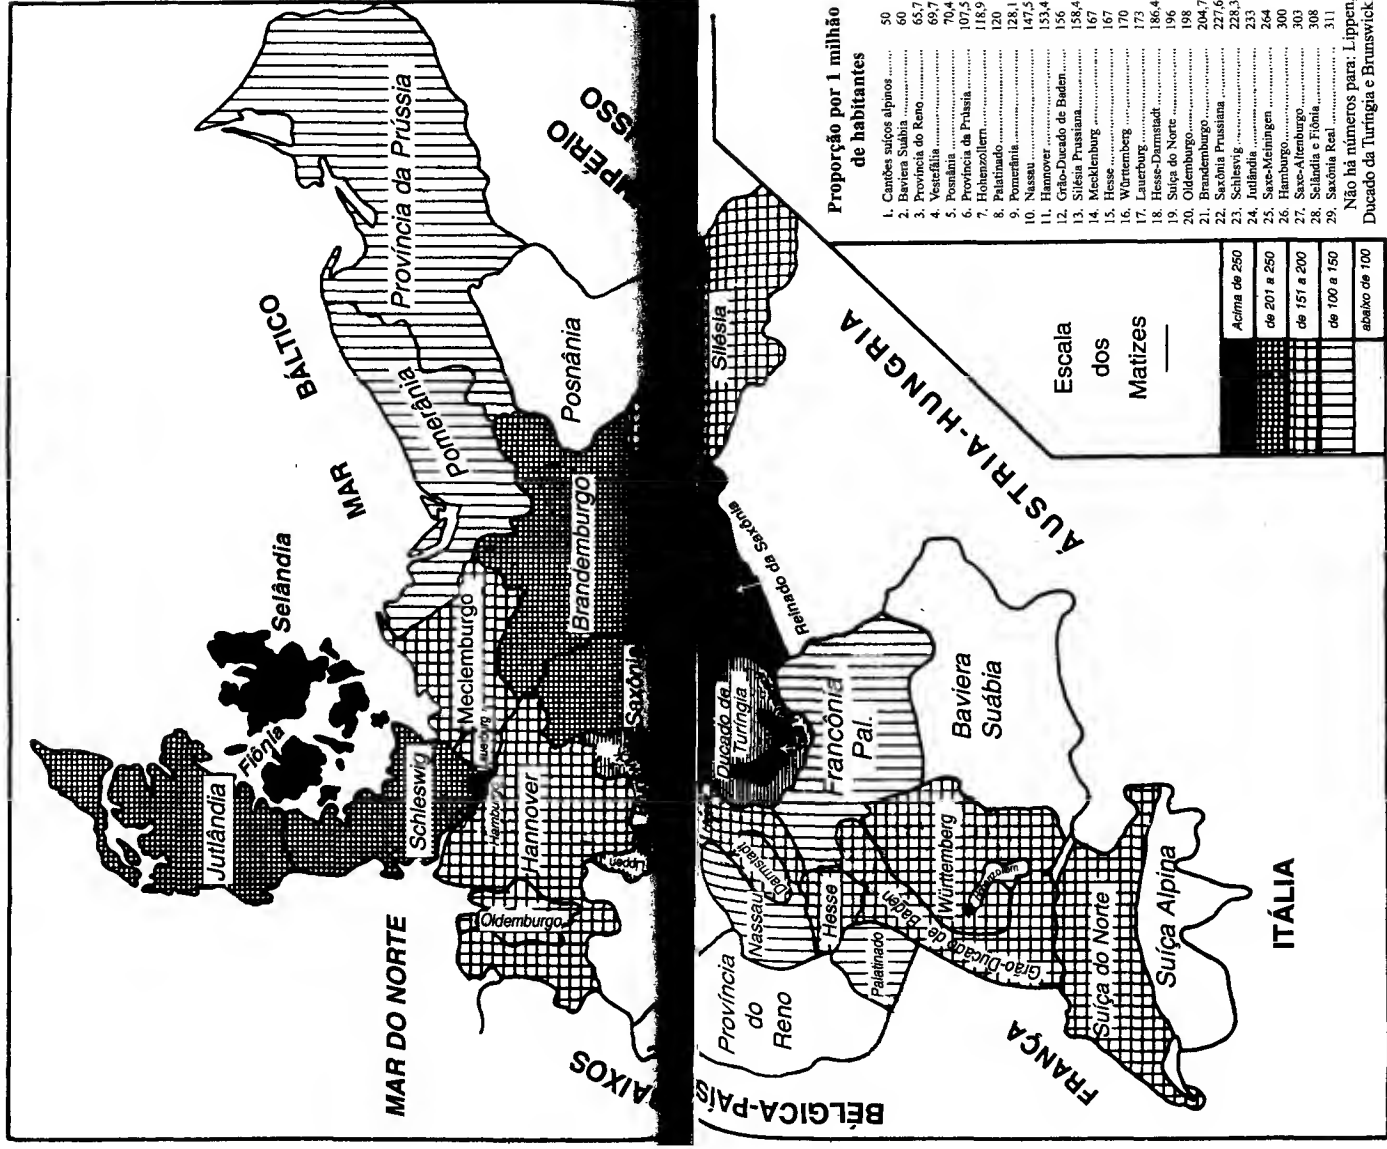 MAR BÁLTICO
MAR DO NORTE
IMPÉRIO
Província da Prússia
Pomerânia
Posnânia
Selândia
Fiônia
Jutlândia
Schleswig
Meclemburgo
Hamburgo
Hannover
Oldemburgo
Lippen
Brandemburgo
Saxônia
Silésia
Reinado da Saxônia
Ducado de Turíngia
Francônia
Pal.
Baviera
Suábia
Nassau
Hesse
Palatinado
Grão-Ducado de Baden
Württemberg
Província
do
Reno
Suíça do Norte
Suíça Alpina
BÉLGICA-PAÍS
AIXOS
FRANÇA
ITÁLIA
ÁUSTRIA-HUNGRIA
Escala
dos
Matizes
Acima de 250
de 201 a 250
de 151 a 200
de 100 a 150
abaixo de 100
Proporção por 1 milhão
de habitantes
1. Cantões suíços alpinos ....... 50
2. Baviera Suábia ................. 60
3. Província do Reno............. 65,7
4. Vestefália........................ 69,7
5. Posnânia ........................ 70,4
6. Província da Prússia.......... 107,5
7. Hohenzollern................... 118,9
8. Palatinado...................... 120
9. Pomerânia...................... 128,1
10. Nassau ......................... 147,5
11. Hannover ...................... 153,4
12. Grão-Ducado de Baden.... 156
13. Silésia Prussiana............. 158,4
14. Mecklenburg ................. 167
15. Hesse........................... 167
16. Württemberg ................. 170
17. Lauerburg..................... 173
18. Hesse-Darmstadt ............ 186,4
19. Suíça do Norte .............. 196
20. Oldemburgo................... 198
21. Brandemburgo................ 204,7
22. Saxônia Prussiana ........... 227,6
23. Schlesvig...................... 228,3
24. Jutlândia....................... 233
25. Saxe-Meiningen ............. 264
26. Hamburgo..................... 300
27. Saxe-Altenburgo............. 303
28. Selândia e Fiônia............ 308
29. Saxônia Real ................. 311
Não há números para: Lippen,
Ducado da Turíngia e Brunswick